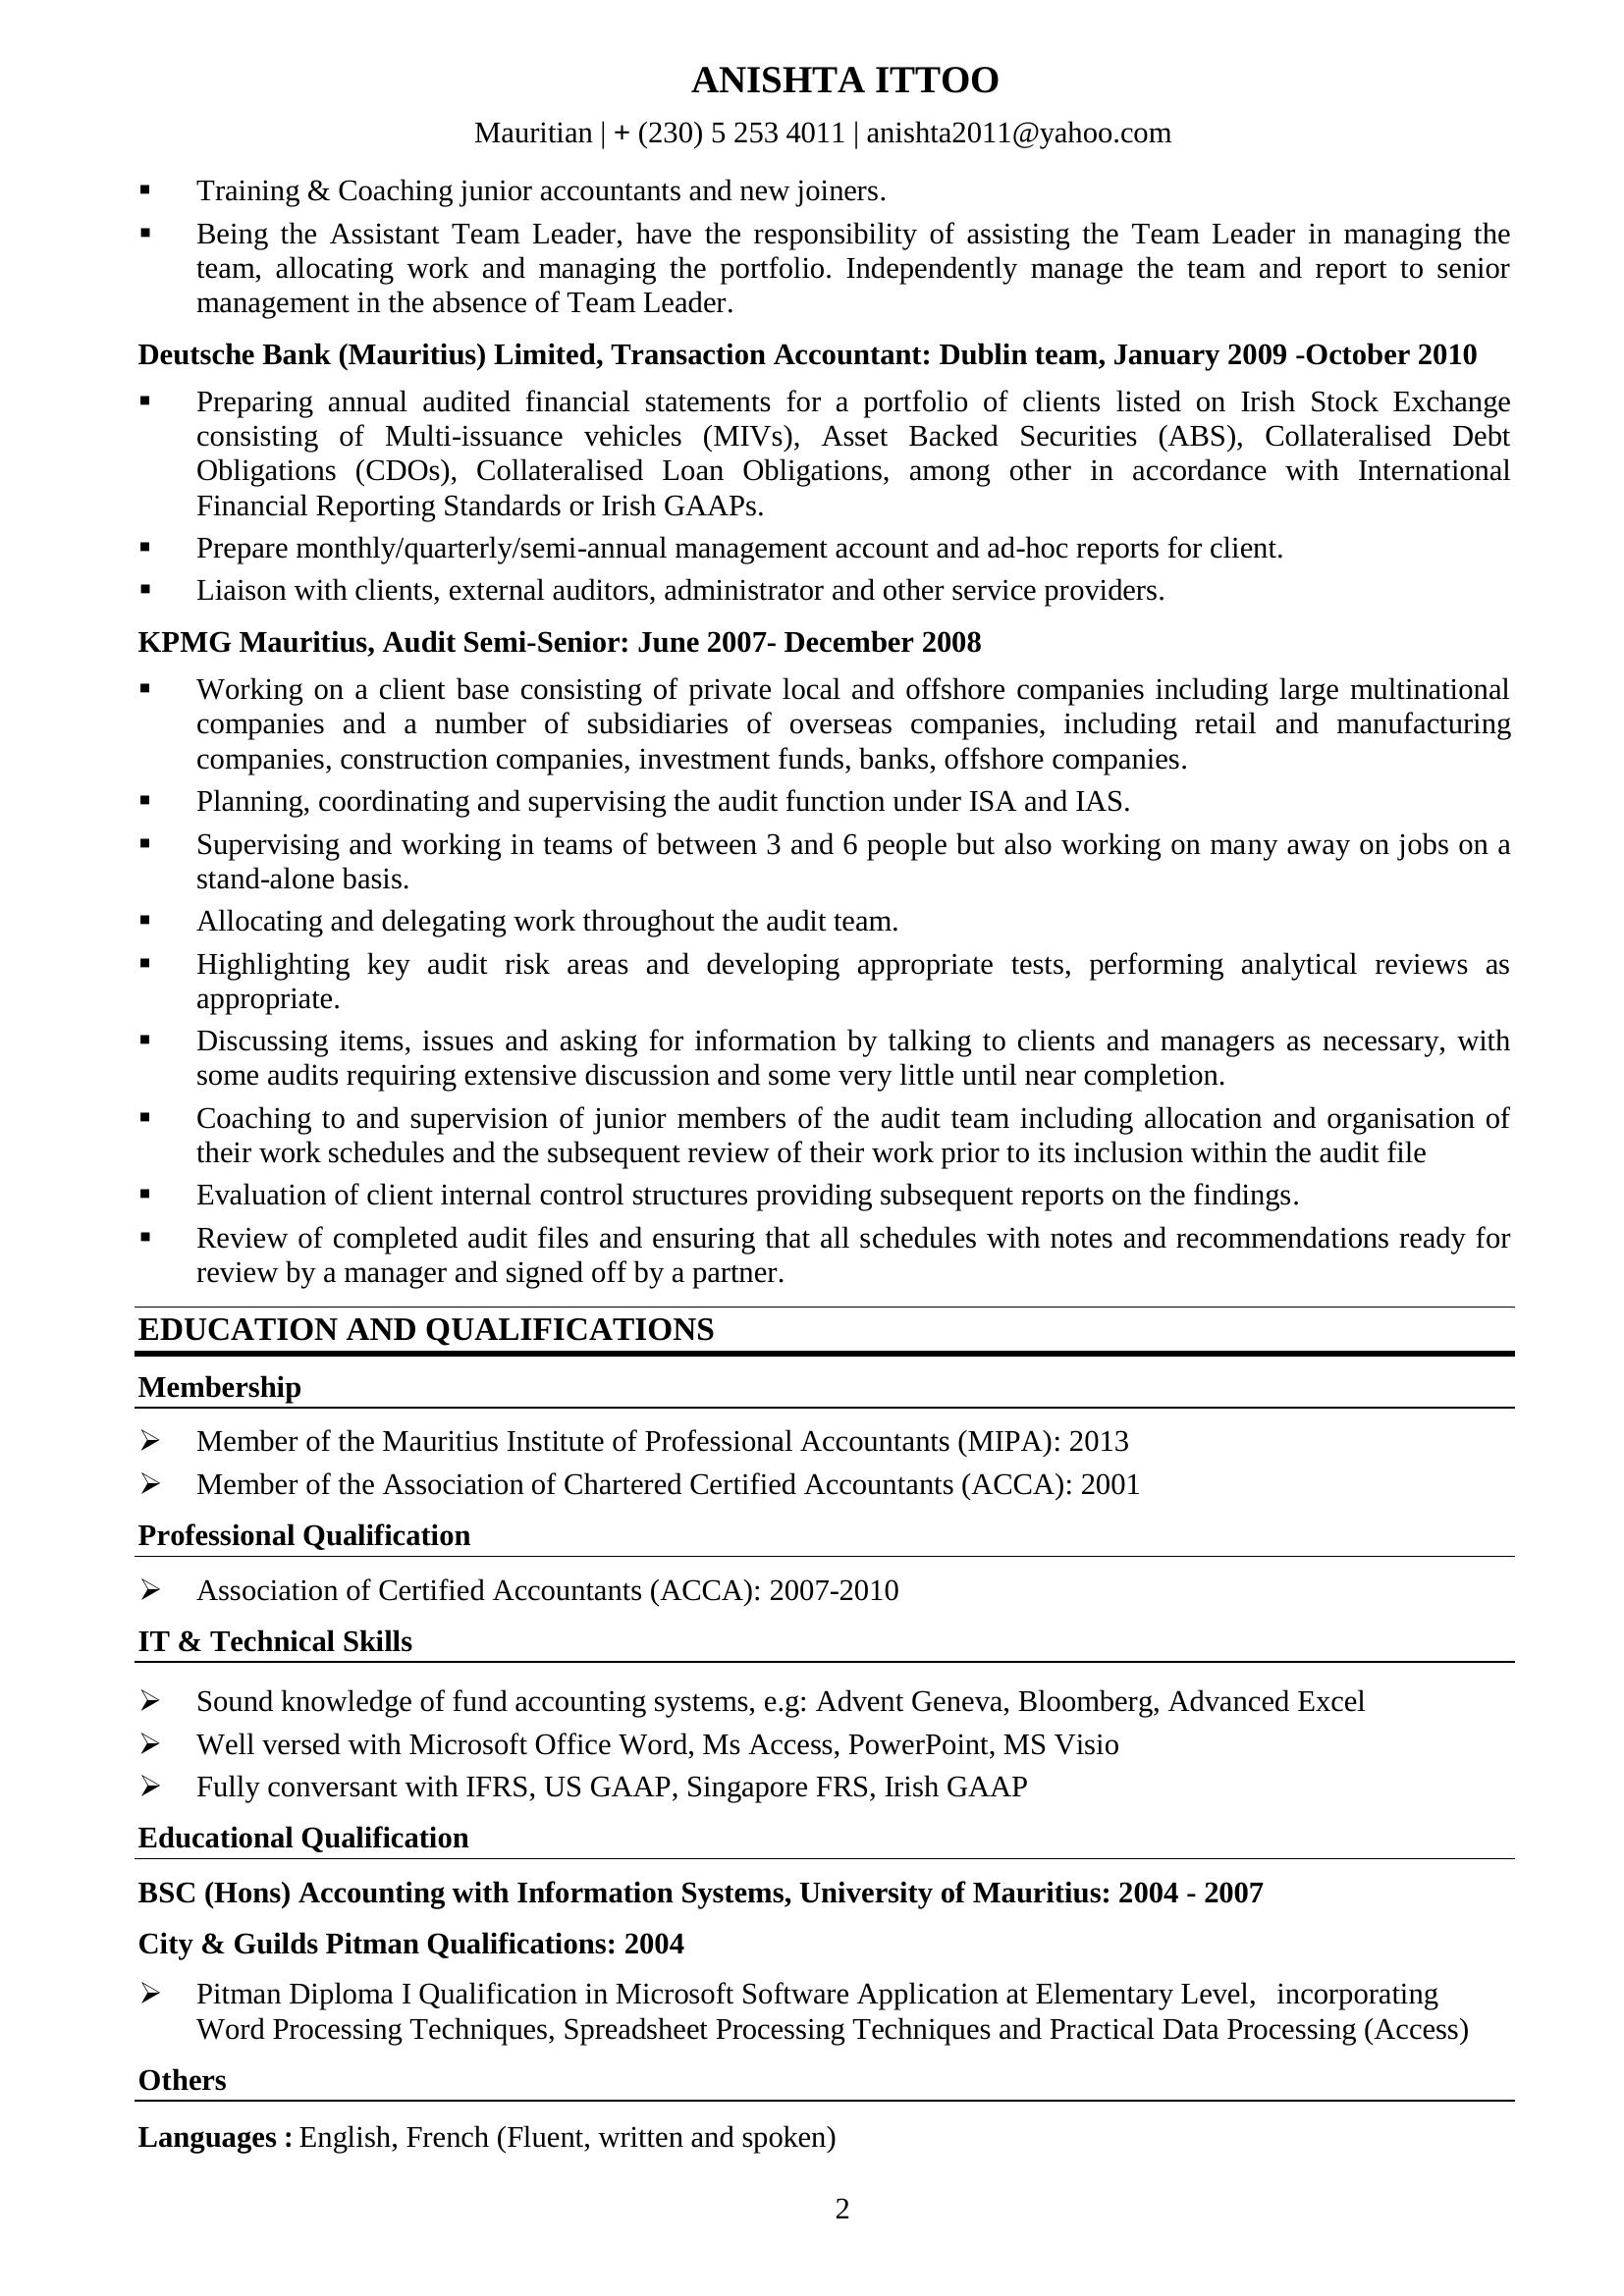 ANISHTA ITTOO
Mauritian | + (230) 5 253 4011 | anishta2011@yahoo.com
▪ Training & Coaching junior accountants and new joiners.
▪ Being the Assistant Team Leader, have the responsibility of assisting the Team Leader in managing the
team, allocating work and managing the portfolio. Independently manage the team and report to senior
management in the absence of Team Leader.
Deutsche Bank (Mauritius) Limited, Transaction Accountant: Dublin team, January 2009 -October 2010
▪ Preparing annual audited financial statements for a portfolio of clients listed on Irish Stock Exchange
consisting of Multi-issuance vehicles (MIVs), Asset Backed Securities (ABS), Collateralised Debt
Obligations (CDOs), Collateralised Loan Obligations, among other in accordance with International
Financial Reporting Standards or Irish GAAPs.
▪ Prepare monthly/quarterly/semi-annual management account and ad-hoc reports for client.
▪ Liaison with clients, external auditors, administrator and other service providers.
KPMG Mauritius, Audit Semi-Senior: June 2007- December 2008
▪ Working on a client base consisting of private local and offshore companies including large multinational
companies and a number of subsidiaries of overseas companies, including retail and manufacturing
companies, construction companies, investment funds, banks, offshore companies.
▪ Planning, coordinating and supervising the audit function under ISA and IAS.
▪ Supervising and working in teams of between 3 and 6 people but also working on many away on jobs on a
stand-alone basis.
▪ Allocating and delegating work throughout the audit team.
▪ Highlighting key audit risk areas and developing appropriate tests, performing analytical reviews as
appropriate.
▪ Discussing items, issues and asking for information by talking to clients and managers as necessary, with
some audits requiring extensive discussion and some very little until near completion.
▪ Coaching to and supervision of junior members of the audit team including allocation and organisation of
their work schedules and the subsequent review of their work prior to its inclusion within the audit file
▪ Evaluation of client internal control structures providing subsequent reports on the findings.
▪ Review of completed audit files and ensuring that all schedules with notes and recommendations ready for
review by a manager and signed off by a partner.
EDUCATION AND QUALIFICATIONS
Membership
➢ Member of the Mauritius Institute of Professional Accountants (MIPA): 2013
➢ Member of the Association of Chartered Certified Accountants (ACCA): 2001
Professional Qualification
➢ Association of Certified Accountants (ACCA): 2007-2010
IT & Technical Skills
➢ Sound knowledge of fund accounting systems, e.g: Advent Geneva, Bloomberg, Advanced Excel
➢ Well versed with Microsoft Office Word, Ms Access, PowerPoint, MS Visio
➢ Fully conversant with IFRS, US GAAP, Singapore FRS, Irish GAAP
Educational Qualification
BSC (Hons) Accounting with Information Systems, University of Mauritius: 2004 - 2007
City & Guilds Pitman Qualifications: 2004
➢ Pitman Diploma I Qualification in Microsoft Software Application at Elementary Level, incorporating
Word Processing Techniques, Spreadsheet Processing Techniques and Practical Data Processing (Access)
Others
Languages : English, French (Fluent, written and spoken)
2